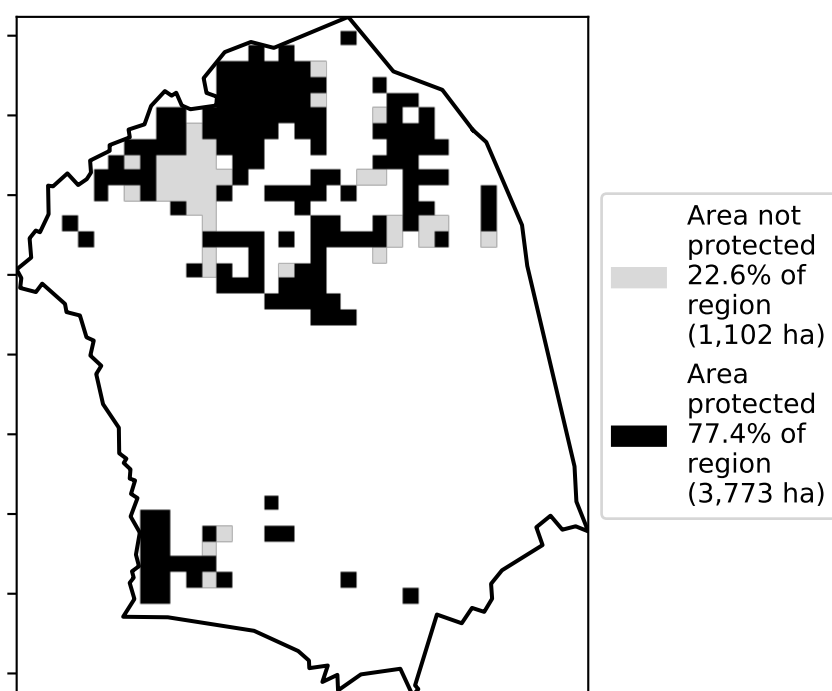 Area not
protected
22.6% of
region
(1,102 ha)
Area
protected
77.4% of
region
(3,773 ha)